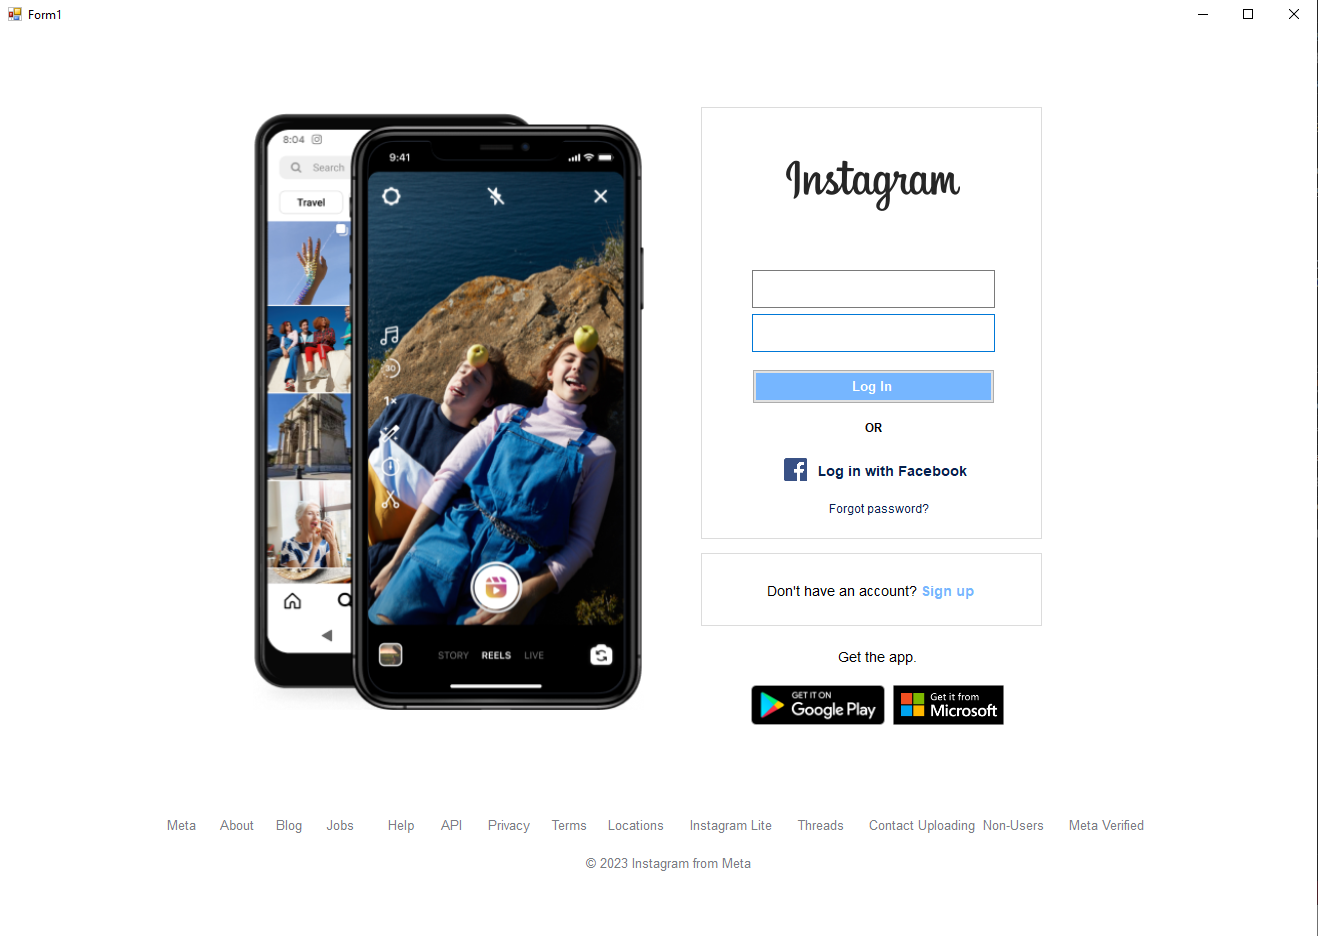 Form1
8:04
Search
Travel
9:41
30
1×
STORY REELS LIVE
Instagram
Log In
OR
Log in with Facebook
Forgot password?
Don't have an account? Sign up
Get the app.
GET IT ON
Google Play
Get it from
Microsoft
Meta About Blog Jobs Help API Privacy Terms Locations Instagram Lite Threads Contact Uploading Non-Users Meta Verified
© 2023 Instagram from Meta